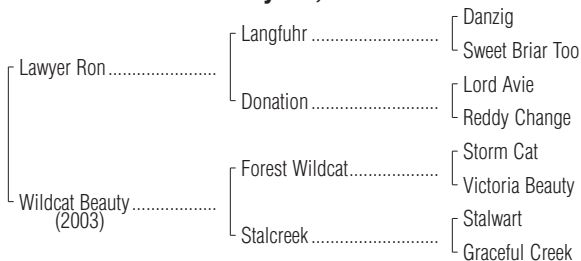 Danzig
Langfuhr ..................................
Sweet Briar Too
Lawyer Ron.......................
Lord Avie
Donation......................................
Reddy Change
Storm Cat
Forest Wildcat........................
Victoria Beauty
Wildcat Beauty..................
(2003)
Stalwart
Stalcreek..................................
Graceful Creek